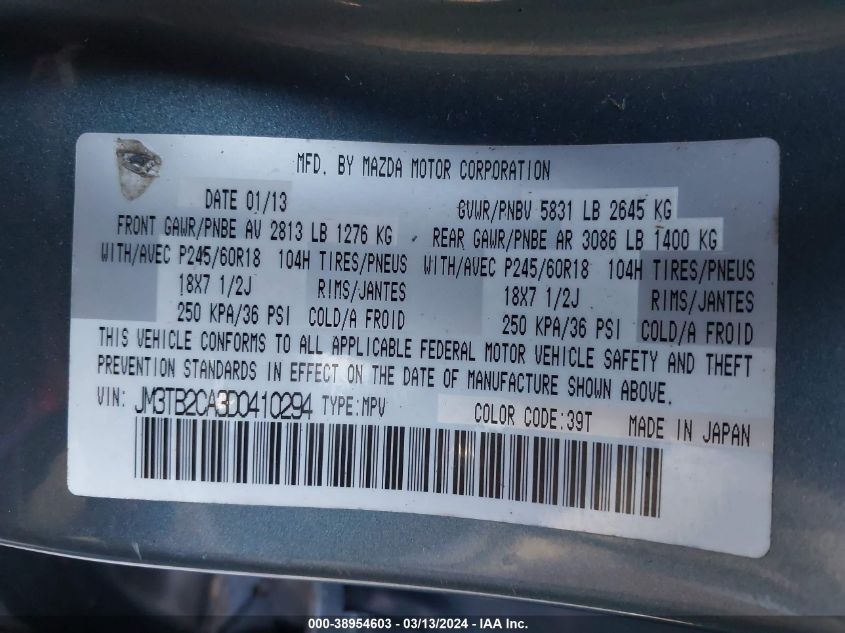 MFD. BY MAZDA MOTOR CORPORATION
DATE 01/13 GVWR/PNBV 5831 LB 2645 KG
FRONT GAWR/PNBE AV 2813 LB 1276 KG REAR GAWR/PNBE AR 3086 LB 1400 KG
WITH/AVEC P245/60R18 104H TIRES/PNEUS WITH/AVEC P245/60R18 104H TIRES/PNEUS
18X7 1/2J RIMS/JANTES 18X7 1/2J RIMS/JANTES
250 KPA/36 PSI COLD/A FROID 250 KPA/36 PSI COLD/A FROID
THIS VEHICLE CONFORMS TO ALL APPLICABLE FEDERAL MOTOR VEHICLE SAFETY AND THEFT
PREVENTION STANDARDS IN EFFECT ON THE DATE OF MANUFACTURE SHOWN ABOVE.
VIN: JM3TB2CA3D0410294 TYPE:MPV COLOR CODE:39T MADE IN JAPAN
000-38954603 - 03/13/2024 - IAA Inc.